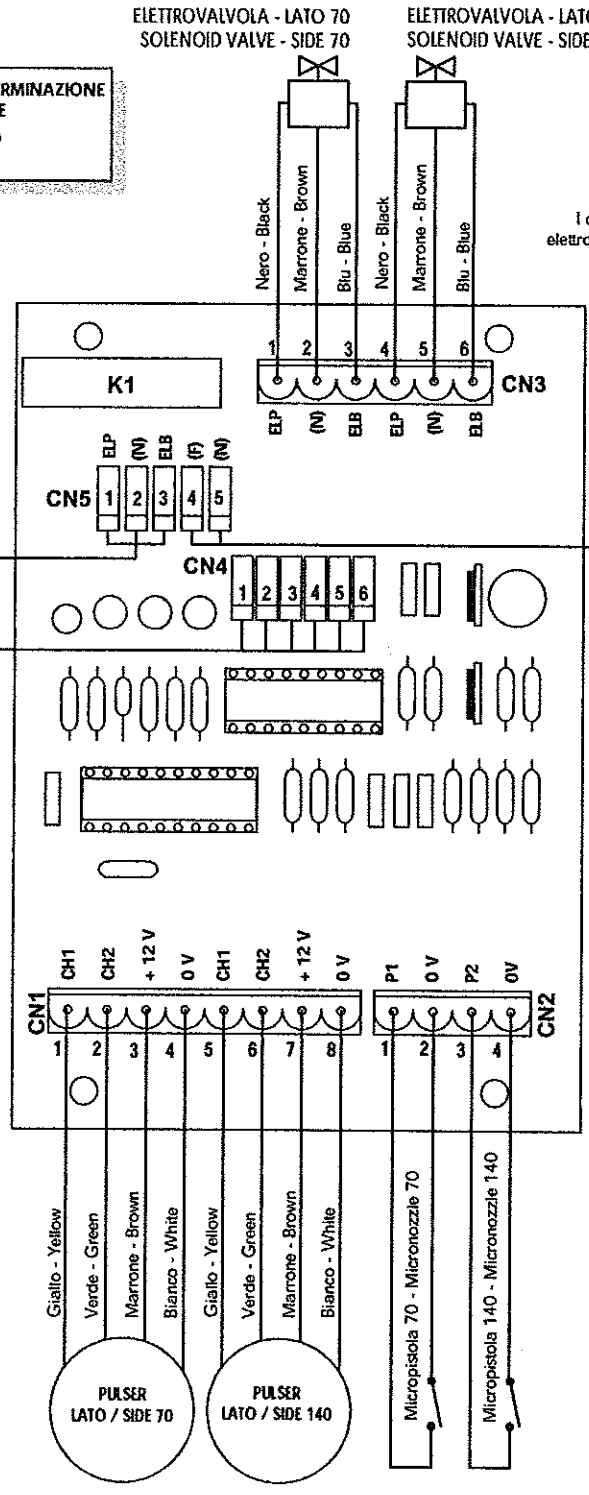 ELETTROVALVOLA - LATO 70
SOLENOID VALVE - SIDE 70
ELETTROVALVOLA - LATO
SOLENOID VALVE - SIDE
RMINAZIONE
E
Nero - Black
Marrone - Brown
Blu - Blue
Nero - Black
Marrone - Brown
Blu - Blue
elettro
K1
1 2 3 4 5 6
CN3
ELP (N) ELB ELP (N) ELB
ELP (N) ELB (F) (N)
CN5 1 2 3 4 5
CN4
1 2 3 4 5 6
CH1 CH2 + 12 V 0 V CH1 CH2 + 12 V 0 V
P1 0 V P2 0V
CN1
CN2
1 2 3 4 5 6 7 8
1 2 3 4
Giallo - Yellow
Verde - Green
Marrone - Brown
Bianco - White
Giallo - Yellow
Verde - Green
Marrone - Brown
Bianco - White
Micropistola 70 - Micronozzle 70
Micropistola 140 - Micronozzle 140
PULSER
LATO / SIDE 70
PULSER
LATO / SIDE 140